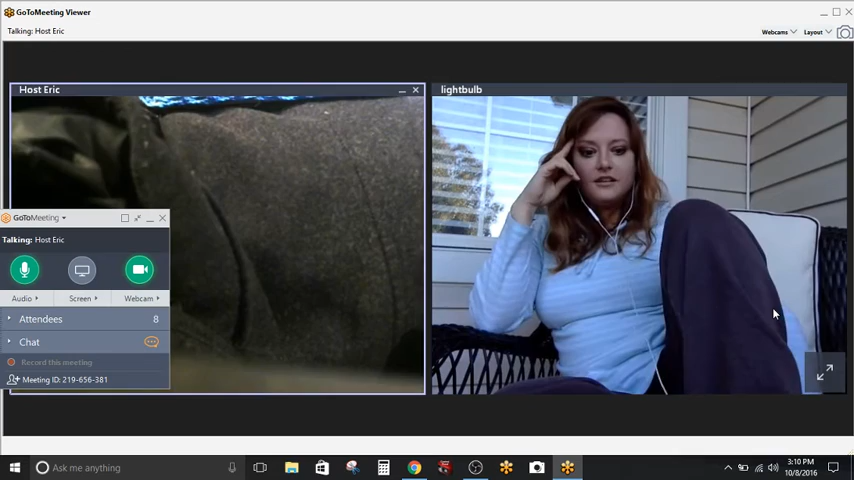 GoToMeeting Viewer
Talking: Host Eric
Webcams
Layout
Host Eric
lightbulb
GoToMeeting
Talking: Host Eric
Audio
Screen
Webcam
Attendees
8
Chat
Record this meeting
Meeting ID: 219-656-381
Ask me anything
3:10 PM
10/8/2016